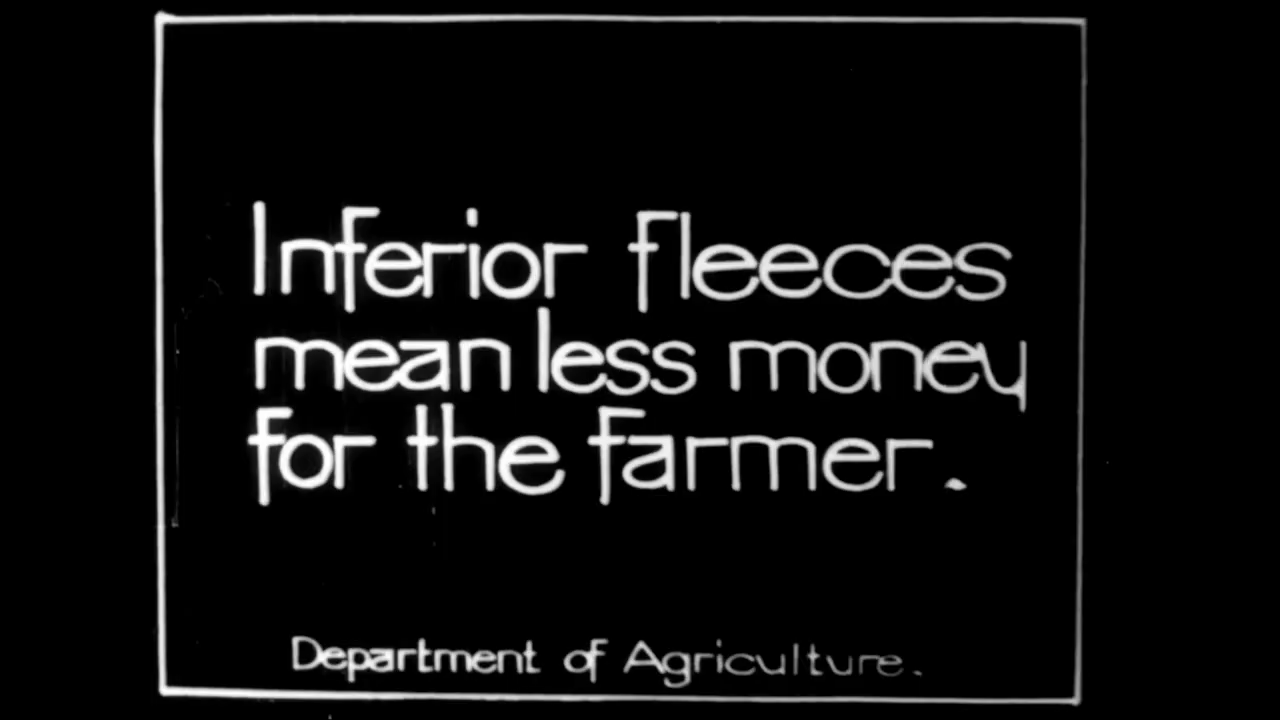 Inferior fleeces
mean less money
for the farmer.
Department of Agriculture.